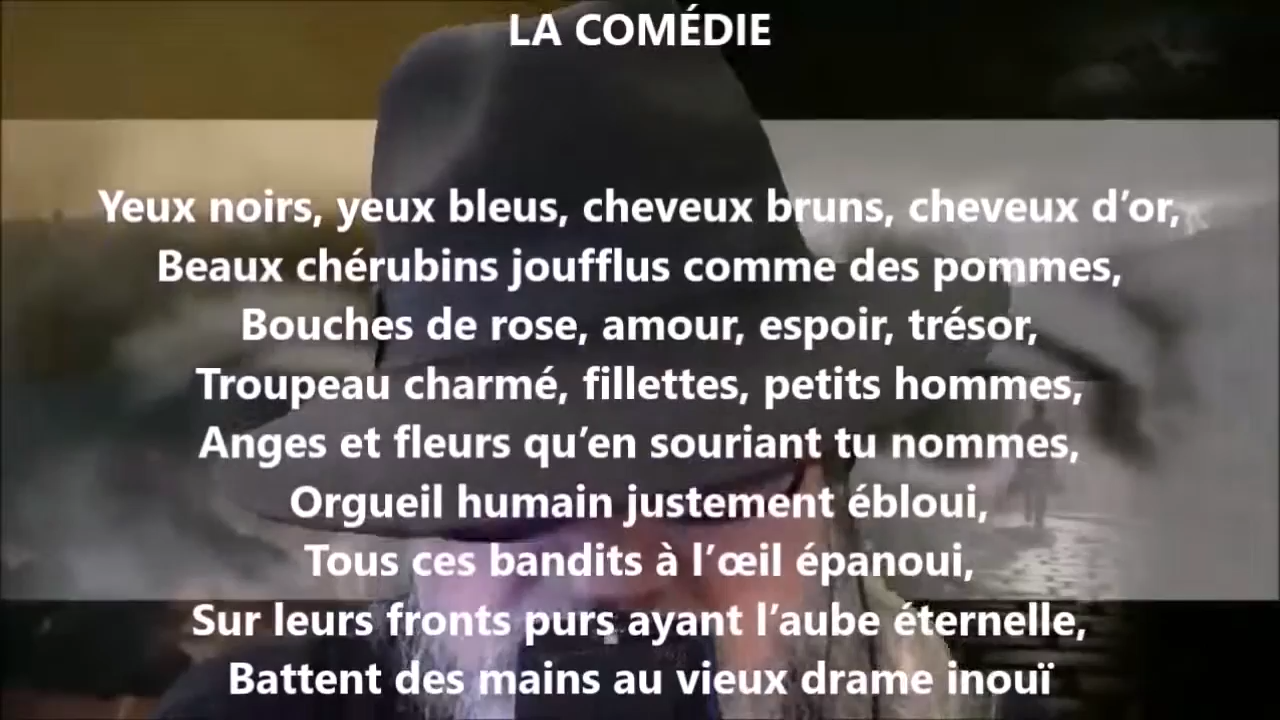 LA COMÉDIE
Yeux noirs, yeux bleus, cheveux bruns, cheveux d’or,
Beaux chérubins joufflus comme des pommes,
Bouches de rose, amour, espoir, trésor,
Troupeau charmé, fillettes, petits hommes,
Anges et fleurs qu’en souriant tu nommes,
Orgueil humain justement ébloui,
Tous ces bandits à l’œil épanoui,
Sur leurs fronts purs ayant l’aube éternelle,
Battent des mains au vieux drame inouï